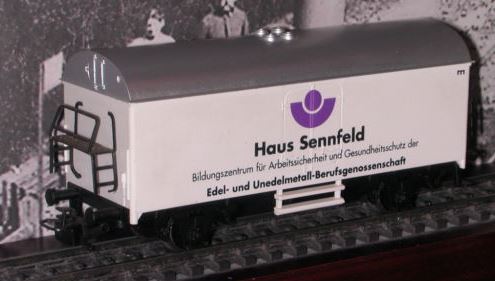 Haus Sennfeld
Bildungszentrum für Arbeitssicherheit und Gesundheitsschutz der
Edel- und Unedelmetall-Berufsgenossenschaft